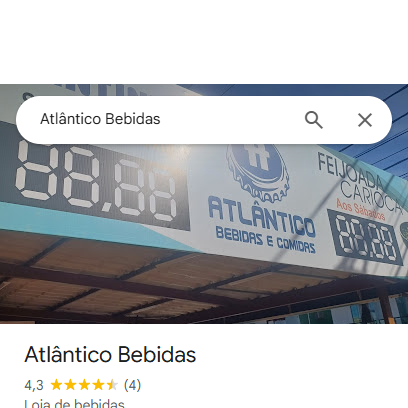 Atlântico Bebidas
88,88
FEIJOADA
CARIOCA
Aos Sábados
88,88
ATLÂNTICO
BEBIDAS E COMIDAS
Atlântico Bebidas
4,3 (4)
Loja de bebidas